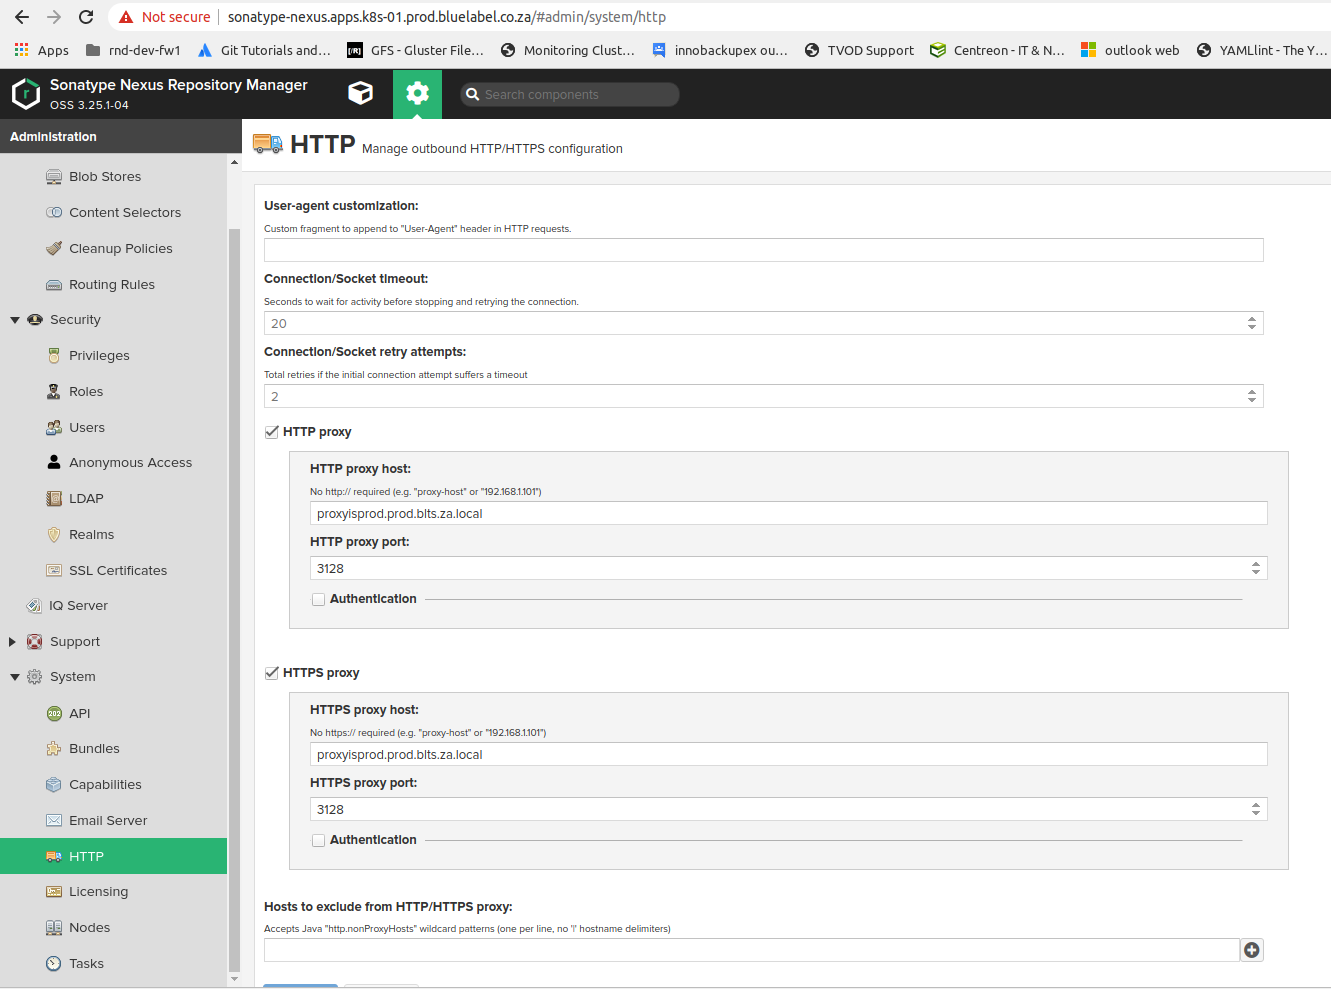 Not secure
sonatype-nexus.apps.k8s-01.prod.bluelabel.co.za/#admin/system/http
Apps
rnd-dev-fw1
Git Tutorials and...
[/R]
GFS - Gluster File...
Monitoring Clust...
innobackupex ou...
TVOD Support
Centreon - IT & N...
outlook web
YAMLlint - The Y...
Sonatype Nexus Repository Manager
OSS 3.25.1-04
Search components
Administration
HTTP Manage outbound HTTP/HTTPS configuration
Blob Stores
Content Selectors
Cleanup Policies
Routing Rules
Security
Privileges
Roles
Users
Anonymous Access
LDAP
Realms
SSL Certificates
IQ Server
Support
System
API
Bundles
Capabilities
Email Server
HTTP
Licensing
Nodes
Tasks
User-agent customization:
Custom fragment to append to "User-Agent" header in HTTP requests.
Connection/Socket timeout:
Seconds to wait for activity before stopping and retrying the connection.
20
Connection/Socket retry attempts:
Total retries if the initial connection attempt suffers a timeout
2
HTTP proxy
HTTP proxy host:
No http:// required (e.g. "proxy-host" or "192.168.1.101")
proxyisprod.prod.blts.za.local
HTTP proxy port:
3128
Authentication
HTTPS proxy
HTTPS proxy host:
No https:// required (e.g. "proxy-host" or "192.168.1.101")
proxyisprod.prod.blts.za.local
HTTPS proxy port:
3128
Authentication
Hosts to exclude from HTTP/HTTPS proxy:
Accepts Java "http.nonProxyHosts" wildcard patterns (one per line, no '|' hostname delimiters)